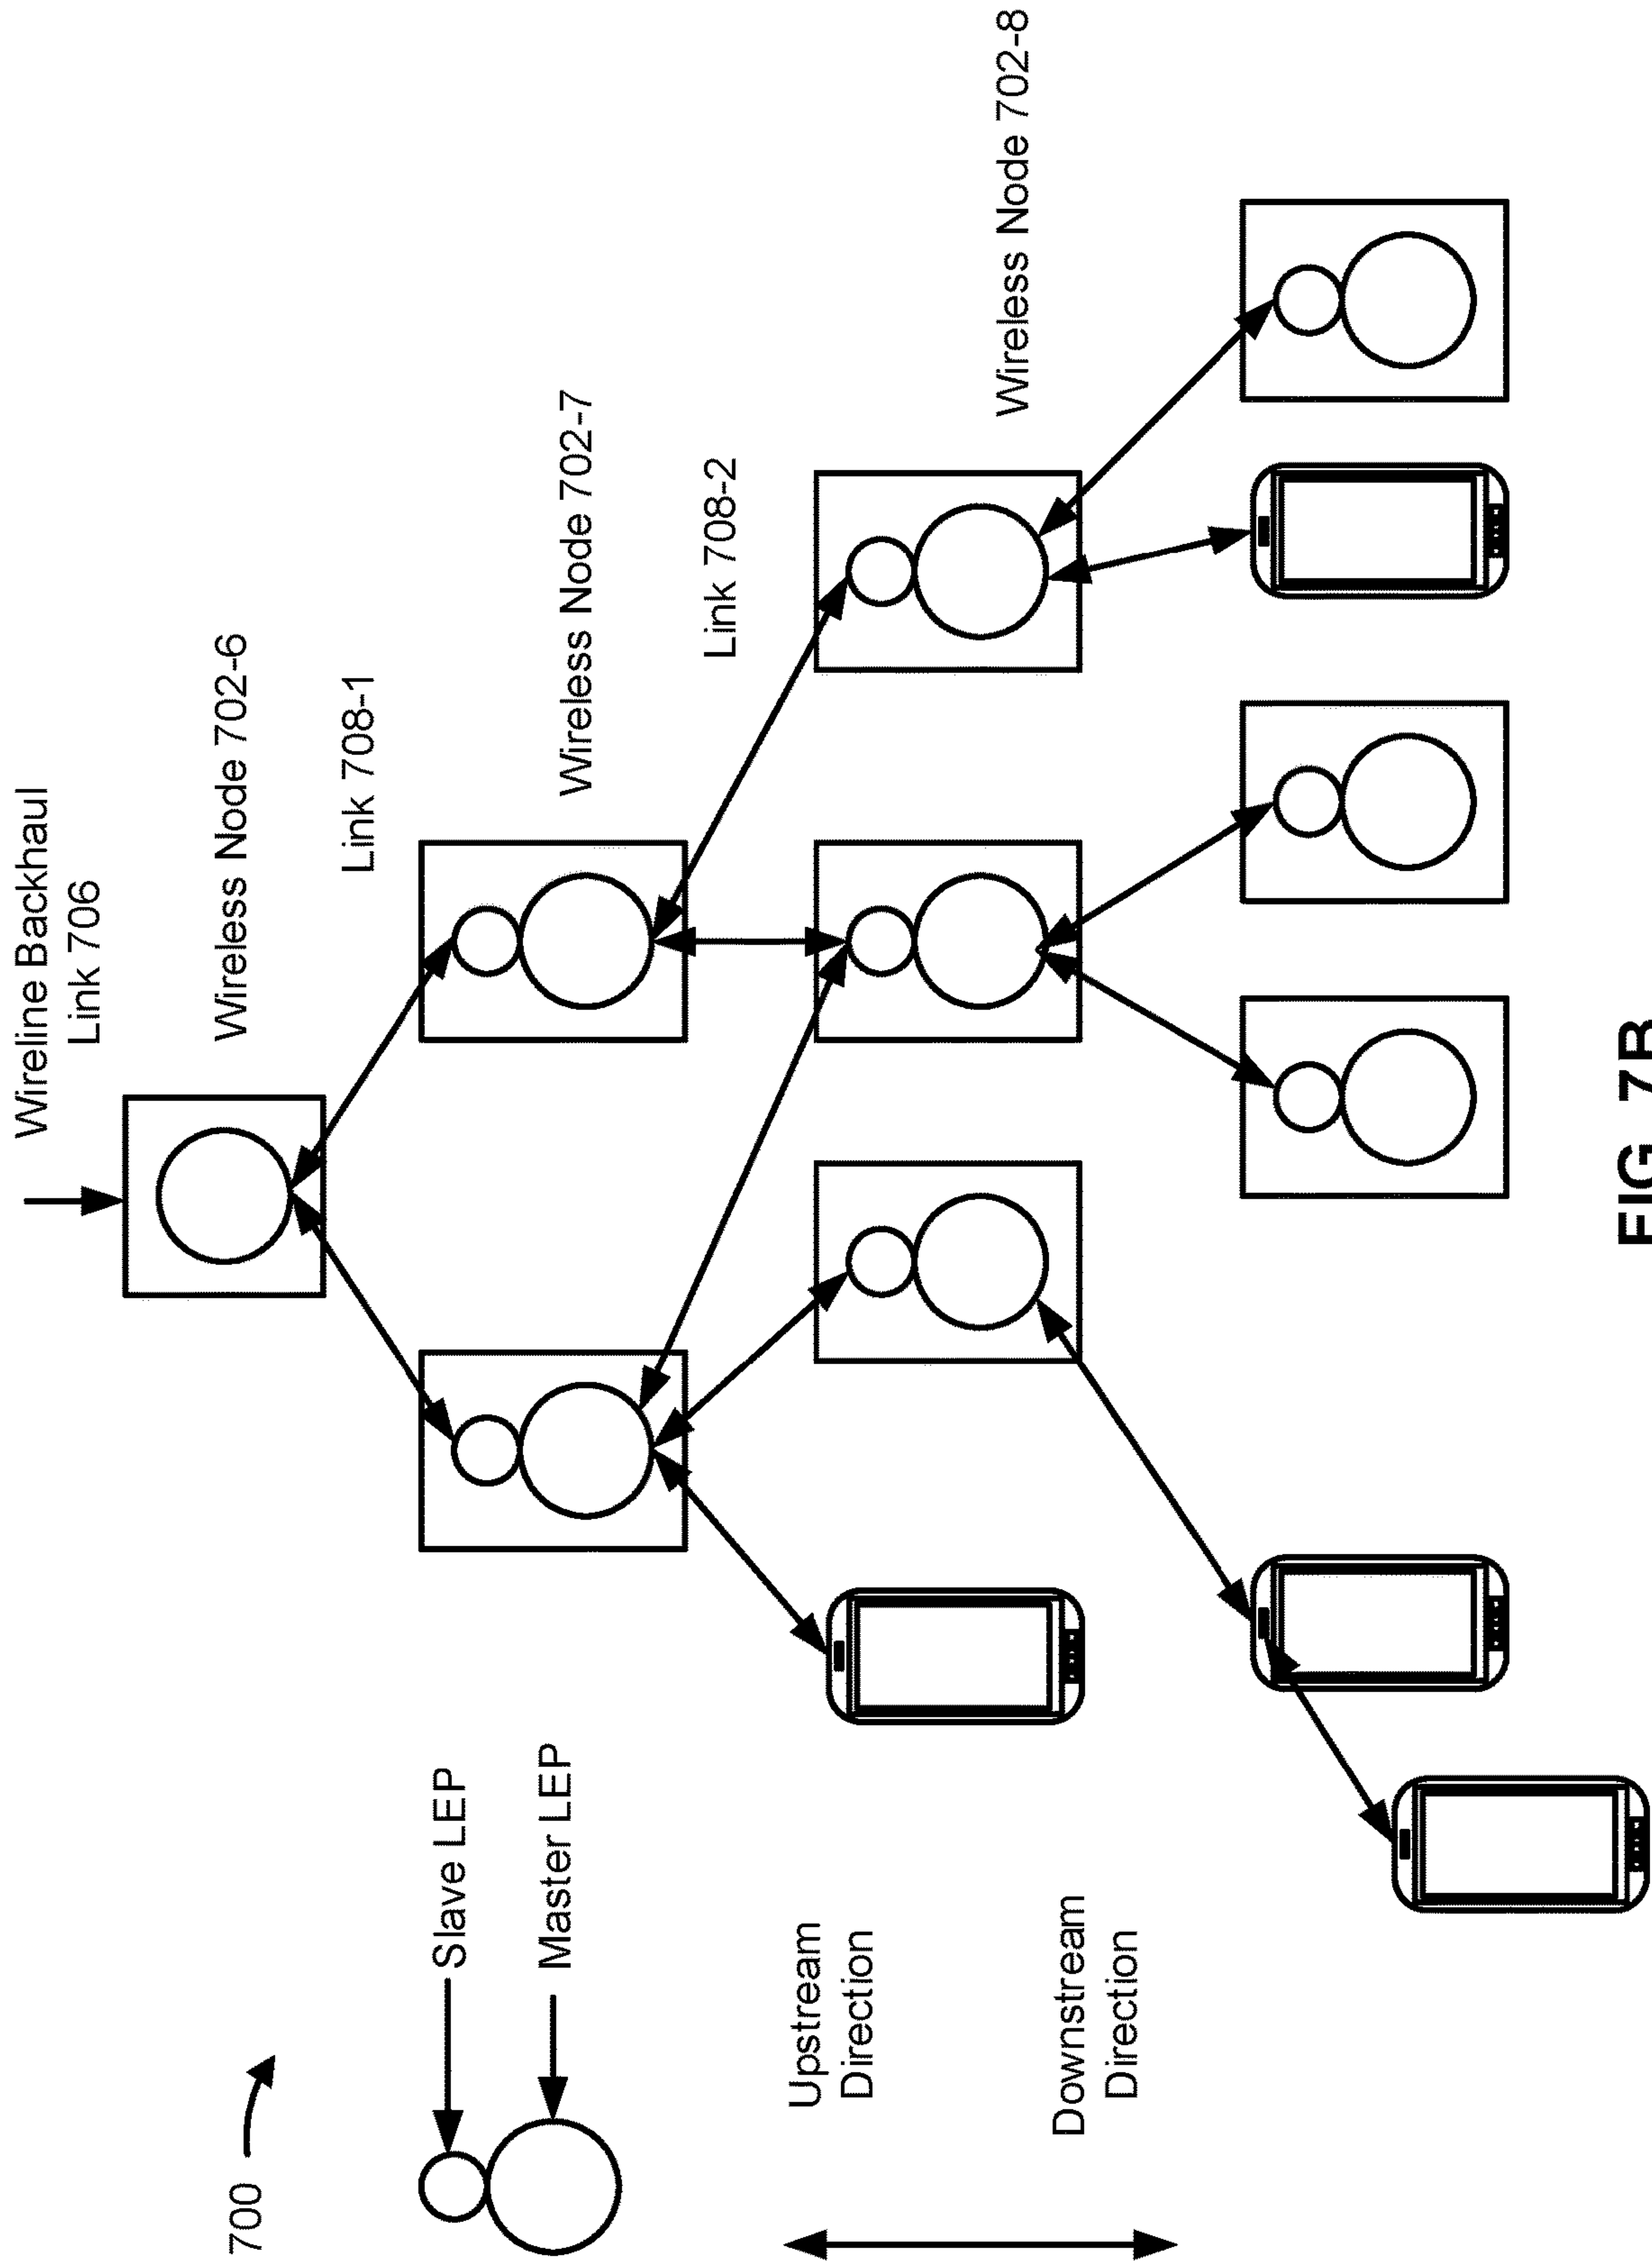 700
Slave LEP
Master LEP
Upstream
Direction
Downstream
Direction
Wireline Backhaul
Link 706
Wireless Node 702-6
Link 708-1
Wireless Node 702-7
Link 708-2
Wireless Node 702-8
FIG. 7B